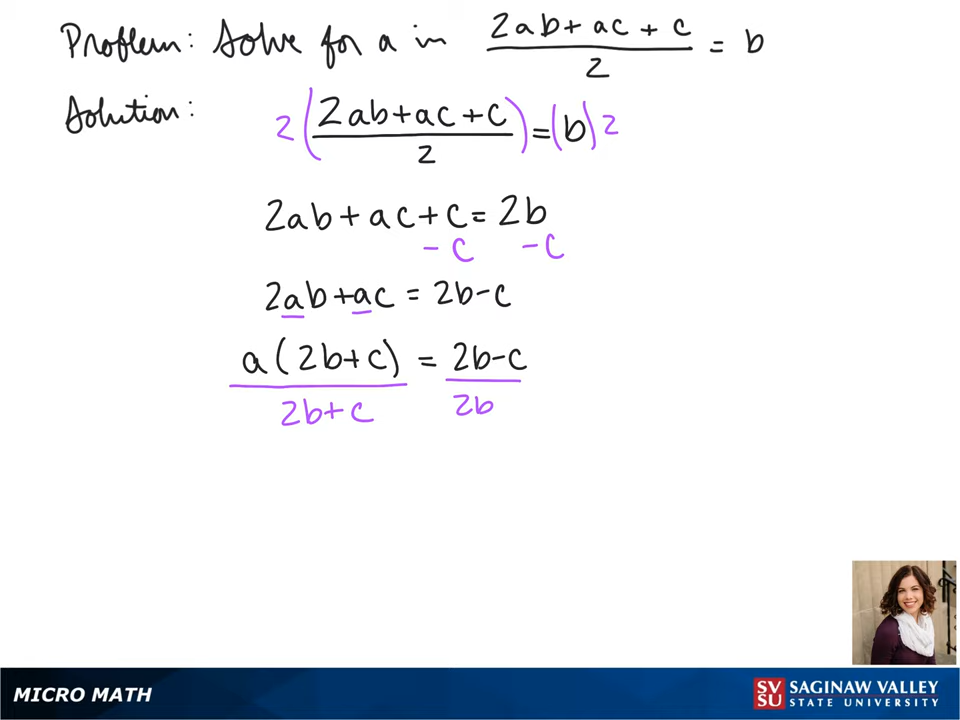 Problem: Solve for a in (2ab + ac + c)/2 = b
Solution: 2((2ab + ac + c)/2) = (b)2
2ab + ac + c = 2b
- c - c
2ab + ac = 2b - c
a(2b + c) = 2b - c
2b + c 2b
MICRO MATH
SV SU SAGINAW VALLEY
STATE UNIVERSITY